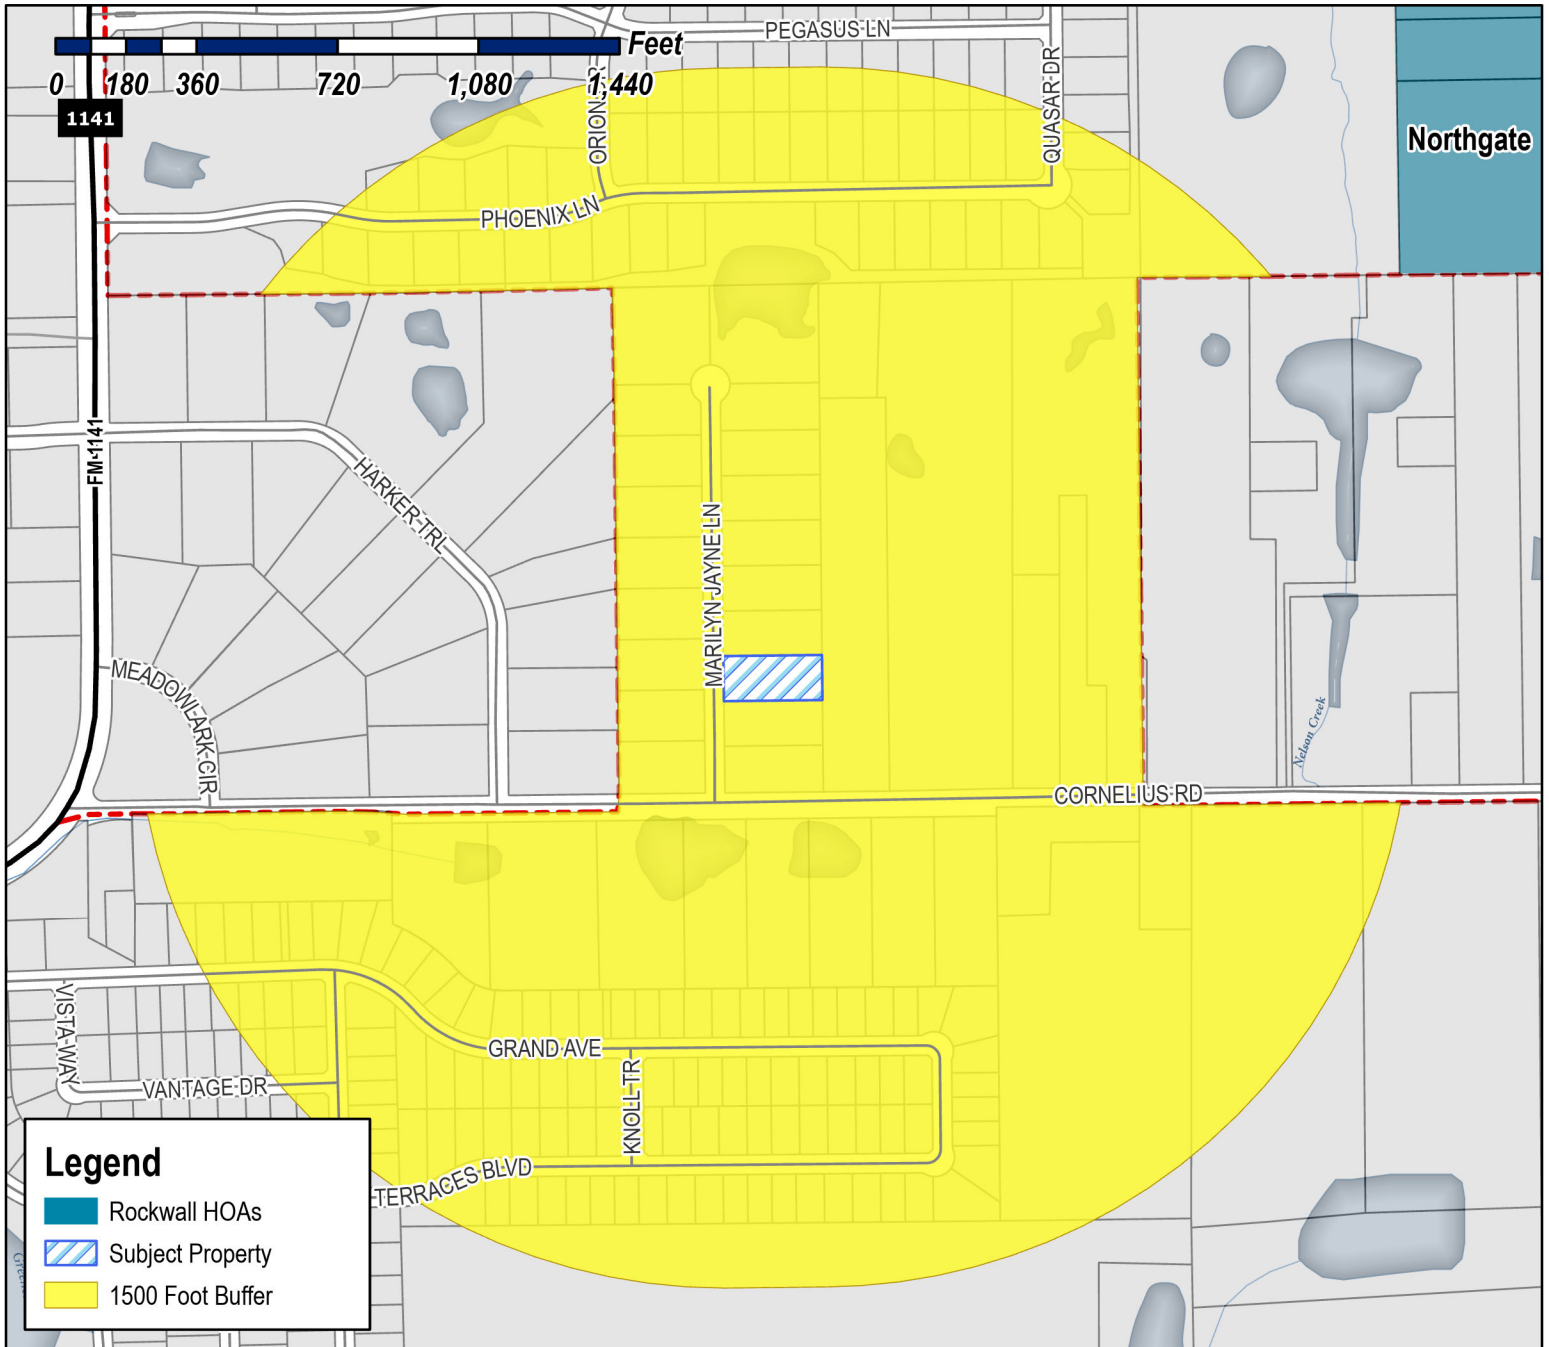 PEGASUS LN
Feet
0 180 360 720 1,080 1,440
1141
ORION DR
QUASAR DR
Northgate
PHOENIX LN
FM-1141
HARKER TRL
MARILYN JAYNE LN
MEADOWLARK CIR
Nelson Creek
CORNELIUS RD
VISTA WAY
GRAND AVE
VANTAGE DR
KNOLL TR
TERRACES BLVD
Legend
Rockwall HOAs
Subject Property
1500 Foot Buffer